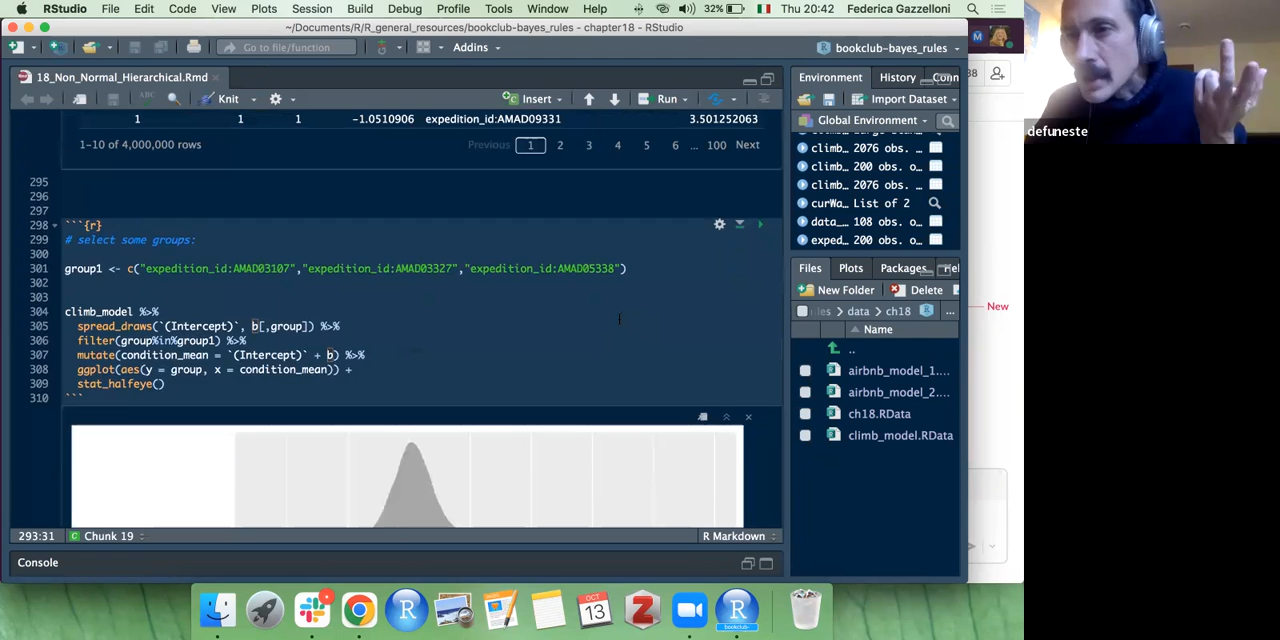 RStudio File Edit Code View Plots Session Build Debug Profile Tools Window Help 32% Thu 20:42 Federica Gazzelloni
~/Documents/R/R_general_resources/bookclub-bayes_rules - chapter18 - RStudio
Go to file/function Addins bookclub-bayes_rules
18_Non_Normal_Hierarchical.Rmd
Knit Insert Run
1 1 1 -1.0510906 expedition_id:AMAD09331 3.501252063
1-10 of 4,000,000 rows Previous 1 2 3 4 5 6 ... 100 Next
295
296
297
298 ```{r}
299 # select some groups:
300
301 group1 <- c("expedition_id:AMAD03107","expedition_id:AMAD03327","expedition_id:AMAD05338")
302
303
304 climb_model %>%
305 spread_draws(`(Intercept)`, b[,group]) %>%
306 filter(group%in%group1) %>%
307 mutate(condition_mean = `(Intercept)` + b) %>%
308 ggplot(aes(y = group, x = condition_mean)) +
309 stat_halfeye()
310 ```
293:31 Chunk 19 R Markdown
Console
Environment History Conn
Import Dataset
Global Environment
climb... 2076 obs. ...
climb... 200 obs. o...
climb... 2076 obs. ...
curWa... List of 2
data_... 108 obs. o...
exped... 200 obs. o...
Files Plots Packages
New Folder Delete
data ch18 ...
Name
..
airbnb_model_1....
airbnb_model_2....
ch18.RData
climb_model.RData
M
38
New
defuneste
OCT
13
bookclub-